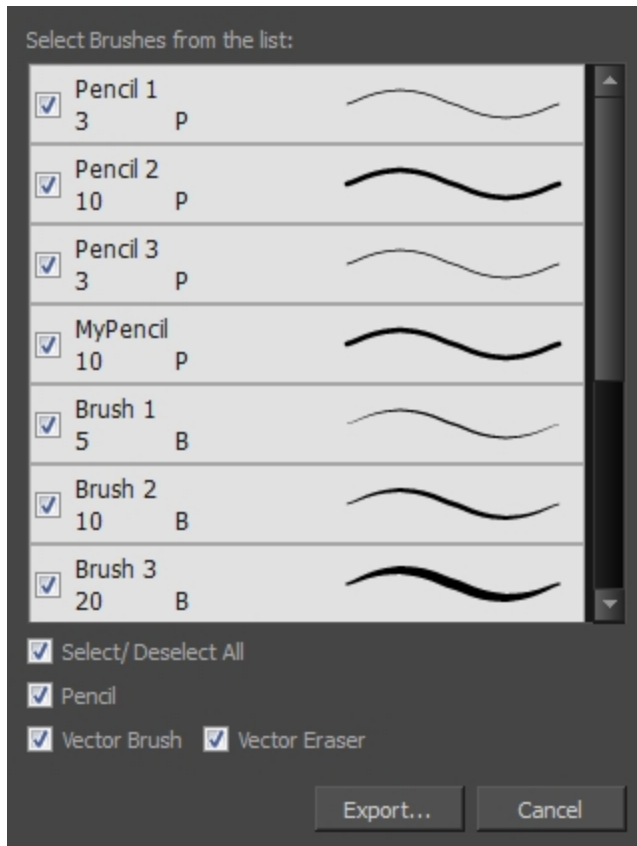 Select Brushes from the list:
Pencil 1
3 P
Pencil 2
10 P
Pencil 3
3 P
MyPencil
10 P
Brush 1
5 B
Brush 2
10 B
Brush 3
20 B
Select/ Deselect All
Pencil
Vector Brush Vector Eraser
Export... Cancel